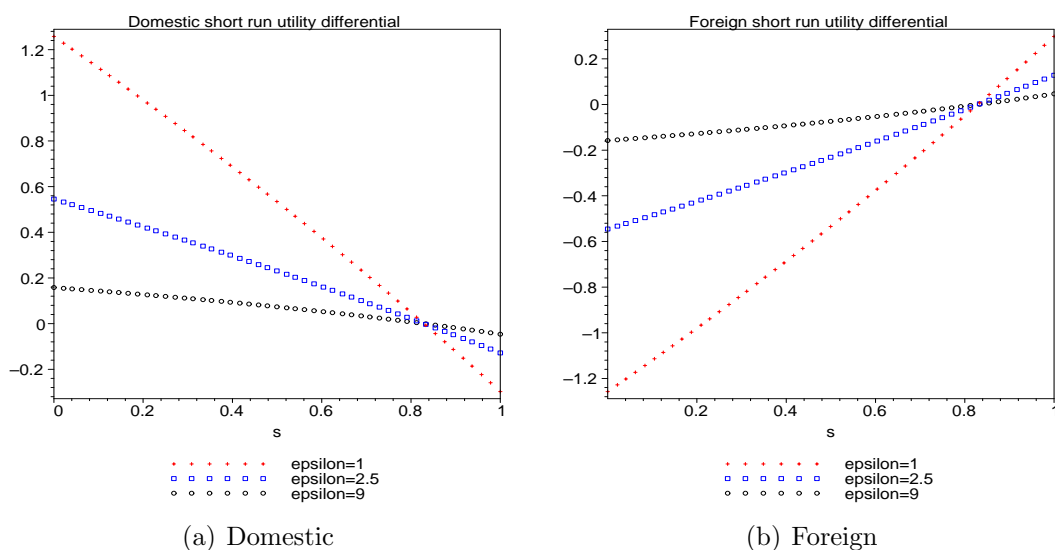 Domestic short run utility differential
1.2
1
0.8
0.6
0.4
0.2
0
–0.2
0 0.2 0.4 0.6 0.8 1
s
epsilon=1
epsilon=2.5
epsilon=9
(a) Domestic
Foreign short run utility differential
0.2
0
–0.2
–0.4
–0.6
–0.8
–1
–1.2
0.2 0.4 0.6 0.8 1
s
epsilon=1
epsilon=2.5
epsilon=9
(b) Foreign